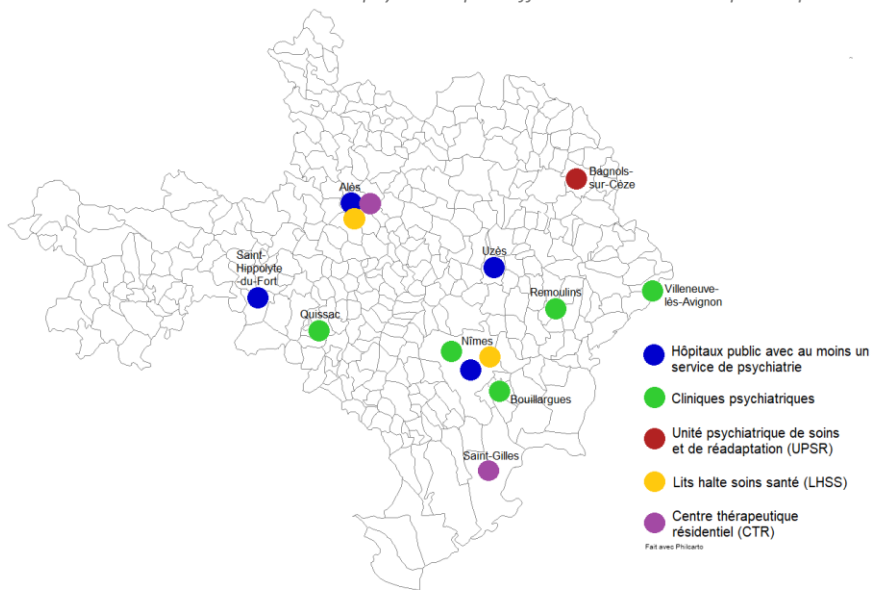 Bagnols-
sur-Cèze
Alès
Uzès
Saint-
Hippolyte
-du-Fort
Remoulins
Villeneuve-
lès-Avignon
Quissac
Nîmes
Bouillargues
Saint-Gilles
Hôpitaux public avec au moins un
service de psychiatrie
Cliniques psychiatriques
Unité psychiatrique de soins
et de réadaptation (UPSR)
Lits halte soins santé (LHSS)
Centre thérapeutique
résidentiel (CTR)
Fait avec Philcarto